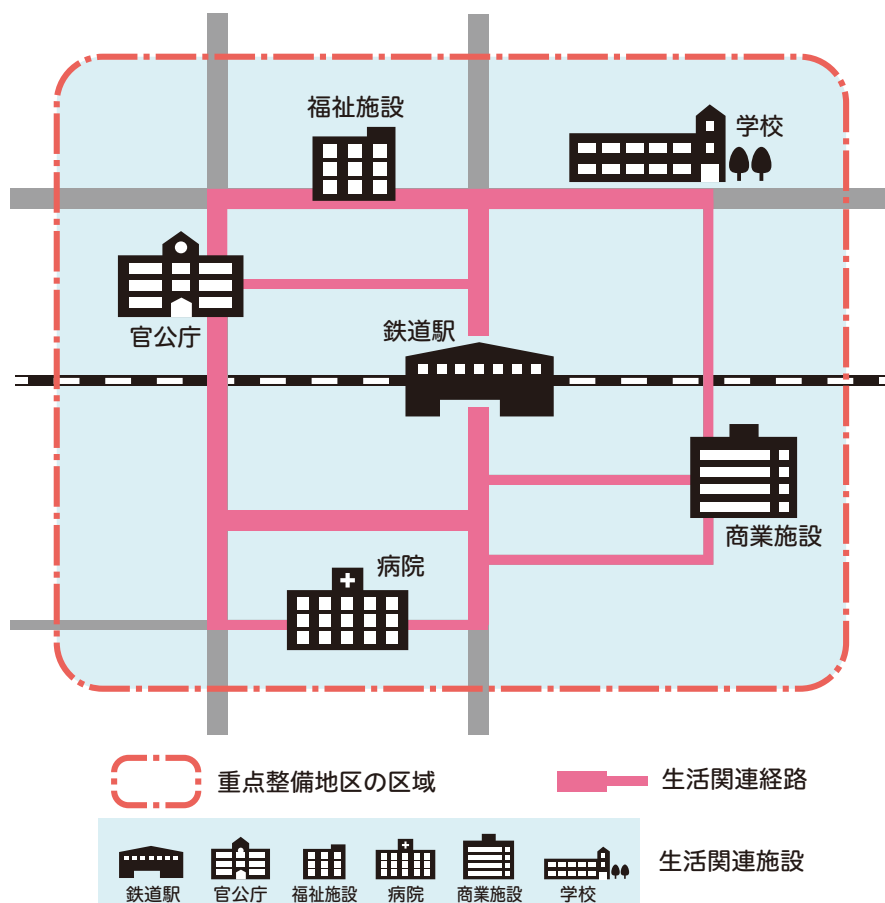 福祉施設
学校
官公庁
鉄道駅
商業施設
病院
重点整備地区の区域
生活関連経路
生活関連施設
鉄道駅
官公庁
福祉施設
病院
商業施設
学校